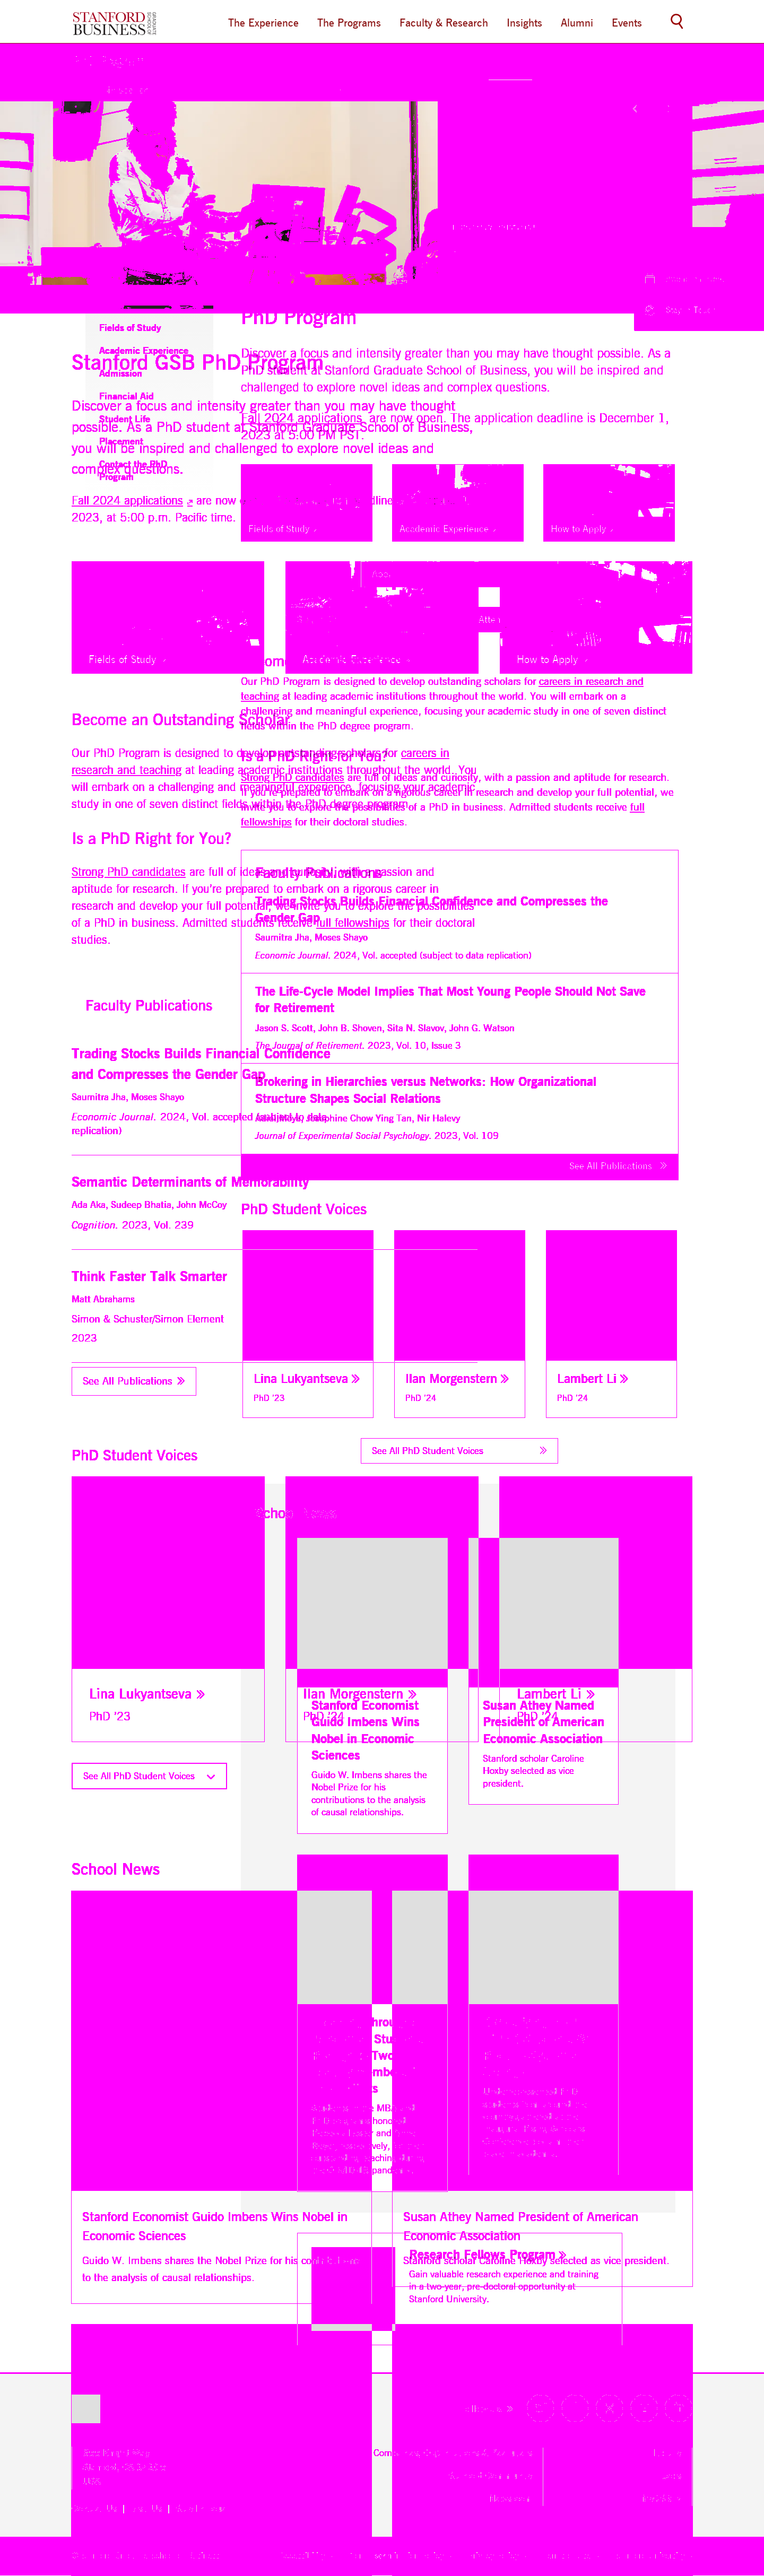 STANFORD
BUSINESS
GRADUATE
SCHOOL OF
The Experience The Programs Faculty & Research Insights Alumni Events
PhD Program
Fields of Study
Academic Experience
Admission
Financial Aid
Student Life
Placement
Contact the PhD
Program
Discover a focus and intensity greater than you may have thought possible. As a
PhD student at Stanford Graduate School of Business, you will be inspired and
challenged to explore novel ideas and complex questions.
Fall 2024 applications are now open. The application deadline is December 1,
2023 at 5:00 PM PST.
Stanford GSB PhD Program
Discover a focus and intensity greater than you may have thought
possible. As a PhD student at Stanford Graduate School of Business,
you will be inspired and challenged to explore novel ideas and
complex questions.
Fall 2024 applications are now
2023, at 5:00 p.m. Pacific time.
Fields of Study
Academic Experience
How to Apply
Fields of Study
Academic Experience
How to Apply
Our PhD Program is designed to develop outstanding scholars for careers in research and
teaching at leading academic institutions throughout the world. You will embark on a
challenging and meaningful experience, focusing your academic study in one of seven distinct
fields within the PhD degree program.
Become an Outstanding Scholar
Our PhD Program is designed to develop outstanding scholars for careers in
research and teaching at leading academic institutions throughout the world. You
will embark on a challenging and meaningful experience, focusing your academic
study in one of seven distinct fields within the PhD degree program.
Is a PhD Right for You?
Strong PhD candidates are full of ideas and curiosity, with a passion and aptitude for research.
If you're prepared to embark on a rigorous career in research and develop your full potential, we
invite you to explore the possibilities of a PhD in business. Admitted students receive full
fellowships for their doctoral studies.
Is a PhD Right for You?
Strong PhD candidates are full of ideas and curiosity, with a passion and
aptitude for research. If you're prepared to embark on a rigorous career in
research and develop your full potential, we invite you to explore the possibilities
of a PhD in business. Admitted students receive full fellowships for their doctoral
studies.
Faculty Publications
Trading Stocks Builds Financial Confidence and Compresses the
Gender Gap
Saumitra Jha, Moses Shayo
Economic Journal. 2024, Vol. accepted (subject to data replication)
The Life-Cycle Model Implies That Most Young People Should Not Save
for Retirement
Jason S. Scott, John B. Shoven, Sita N. Slavov, John G. Watson
The Journal of Retirement. 2023, Vol. 10, Issue 3
Brokering in Hierarchies versus Networks: How Organizational
Structure Shapes Social Relations
Josephine Chow Ying Tan, Nir Halevy
Journal of Experimental Social Psychology. 2023, Vol. 109
See All Publications
Faculty Publications
Trading Stocks Builds Financial Confidence
and Compresses the Gender Gap
Saumitra Jha, Moses Shayo
Economic Journal. 2024, Vol. accepted (subject to data
replication)
Semantic Determinants of Memorability
Ada Aka, Sudeep Bhatia, John McCoy
Cognition. 2023, Vol. 239
Think Faster Talk Smarter
Matt Abrahams
Simon & Schuster/Simon Element
2023
See All Publications
PhD Student Voices
Lina Lukyantseva
PhD '23
Ilan Morgenstern
PhD '24
Lambert Li
PhD '24
See All PhD Student Voices
PhD Student Voices
Lina Lukyantseva
PhD '23
Ilan Morgenstern
PhD '24
Lambert Li
PhD '24
See All PhD Student Voices
School News
Stanford Economist
Guido Imbens Wins
Nobel in Economic
Sciences
Guido W. Imbens shares the
Nobel Prize for his
contributions to the analysis
of causal relationships.
Susan Athey Named
President of American
Economic Association
Stanford scholar Caroline
Hoxby selected as vice
president.
School News
Stanford Economist Guido Imbens Wins Nobel in
Economic Sciences
Guido W. Imbens shares the Nobel Prize for his
to the analysis of causal relationships.
Susan Athey Named President of American
Economic Association
Stanford scholar Caroline Hoxby selected as vice president.
Research Fellows Program
Gain valuable research experience and training
in a two-year, pre-doctoral opportunity at
Stanford University.